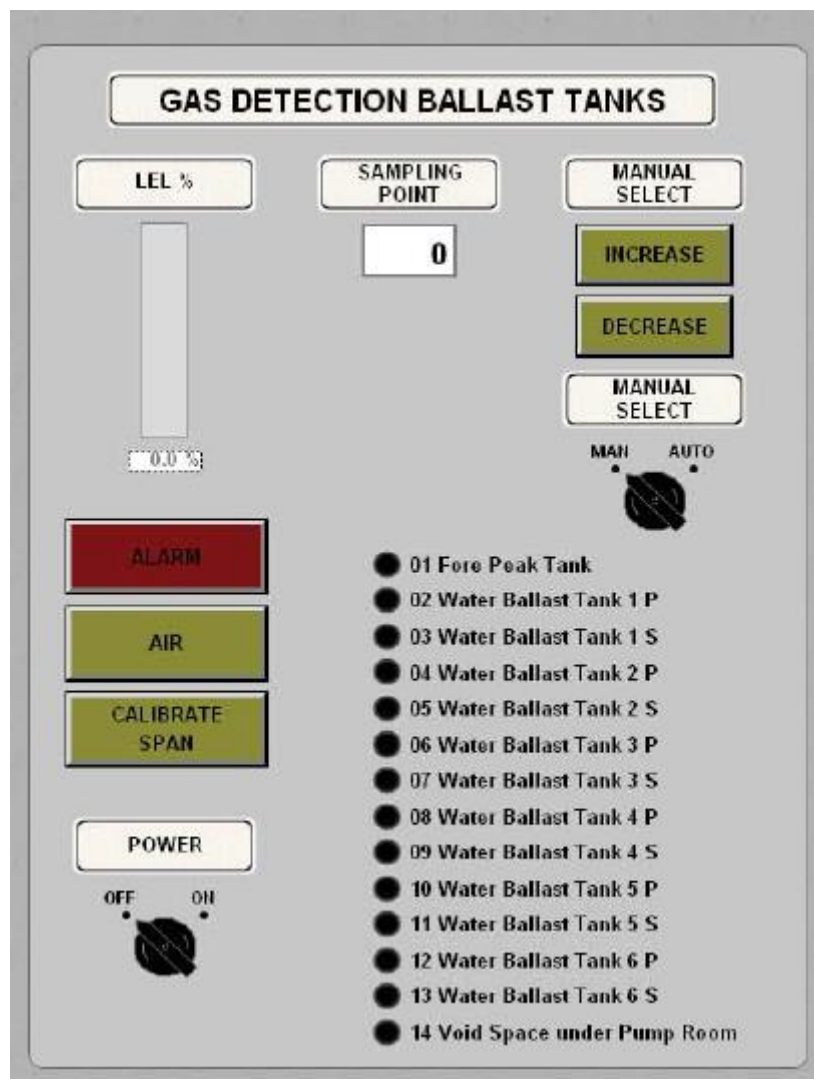 GAS DETECTION BALLAST TANKS
LEL %
SAMPLING
POINT
MANUAL
SELECT
0
INCREASE
DECREASE
MANUAL
SELECT
0.0 %
MAN AUTO
ALARM
AIR
CALIBRATE
SPAN
POWER
OFF ON
01 Fore Peak Tank
02 Water Ballast Tank 1 P
03 Water Ballast Tank 1 S
04 Water Ballast Tank 2 P
05 Water Ballast Tank 2 S
06 Water Ballast Tank 3 P
07 Water Ballast Tank 3 S
08 Water Ballast Tank 4 P
09 Water Ballast Tank 4 S
10 Water Ballast Tank 5 P
11 Water Ballast Tank 5 S
12 Water Ballast Tank 6 P
13 Water Ballast Tank 6 S
14 Void Space under Pump Room